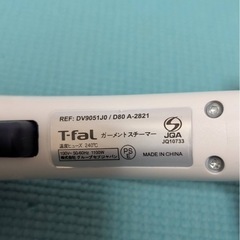 REF: DV9051J0 / D80 A-2821
T-fal ガーメントスチーマー
温度ヒューズ 240℃
100V 50-60Hz 1100W
株式会社グループセブジャパン
PS
E
JQA
JQ10733
MADE IN CHINA